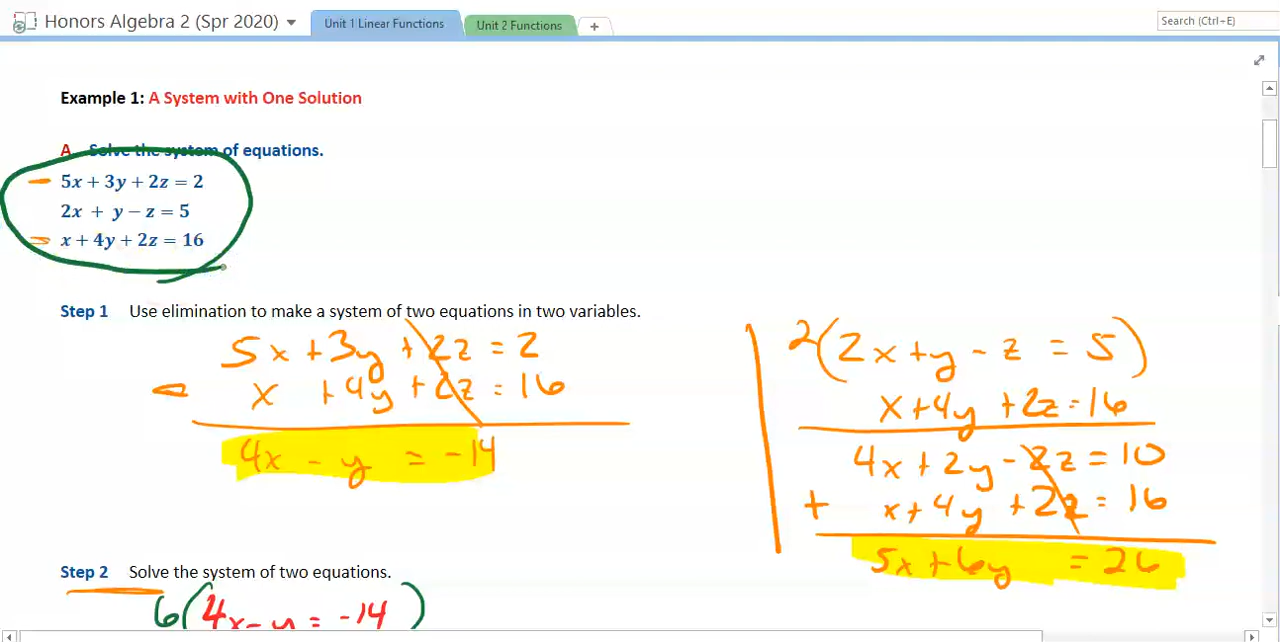 Honors Algebra 2 (Spr 2020)
Unit 1 Linear Functions
Unit 2 Functions
+
Search (Ctrl+E)
Example 1: A System with One Solution
A. Solve the system of equations.
5x + 3y + 2z = 2
2x + y − z = 5
x + 4y + 2z = 16
Step 1 Use elimination to make a system of two equations in two variables.
5x + 3y + 2z = 2
− x + 4y + 2z = 16
4x − y = −14
2(2x + y − z = 5)
x + 4y + 2z = 16
4x + 2y − 2z = 10
+ x + 4y + 2z = 16
5x + 6y = 26
Step 2 Solve the system of two equations.
6(4x − y = −14)